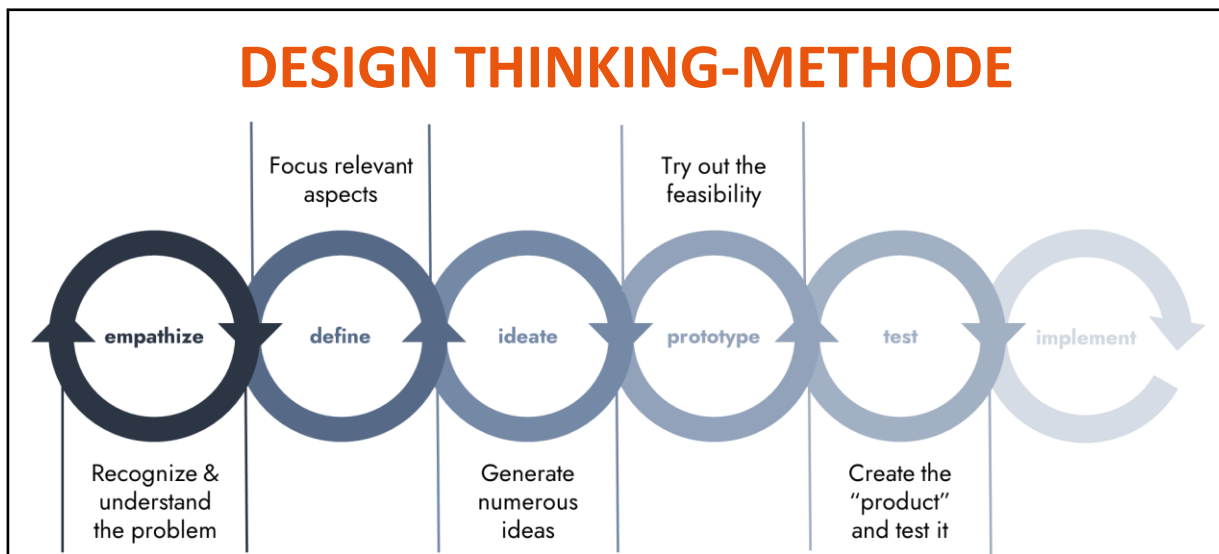 DESIGN THINKING-METHODE
Focus relevant
aspects
Try out the
feasibility
empathize
define
ideate
prototype
test
implement
Recognize &
understand
the problem
Generate
numerous
ideas
Create the
“product”
and test it